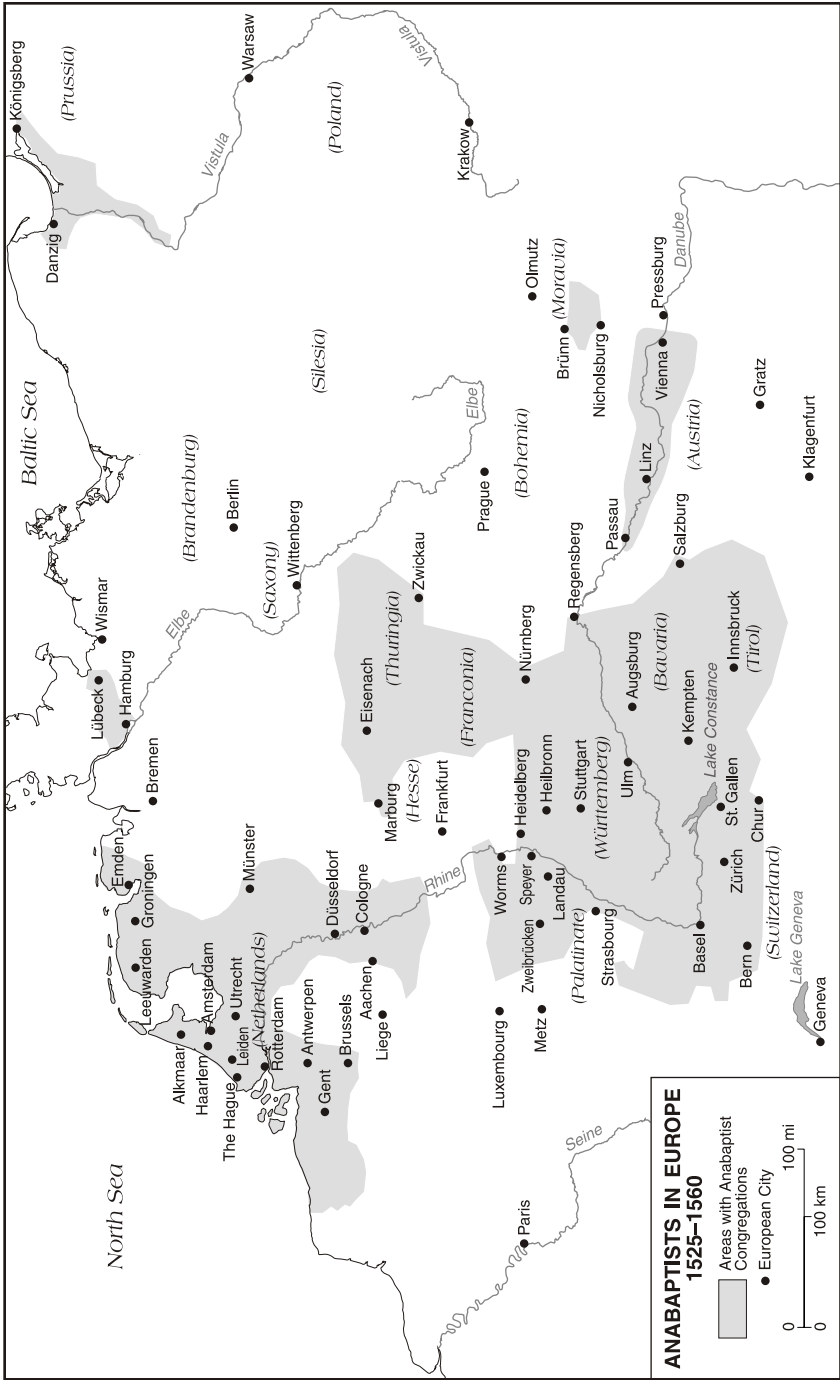 North Sea
Baltic Sea
Königsberg
(Prussia)
Danzig
Vistula
Warsaw
(Poland)
Vistula
Krakow
Wismar
Lübeck
Hamburg
Elbe
Bremen
(Brandenburg)
Berlin
(Saxony)
Wittenberg
(Silesia)
Emden
Groningen
Leeuwarden
Münster
Alkmaar
Amsterdam
Haarlem
Utrecht
Leiden
The Hague
(Netherlands)
Rotterdam
Antwerpen
Gent
Brussels
Düsseldorf
Cologne
Aachen
Liege
Rhine
Eisenach
(Thuringia)
Zwickau
Marburg
(Hesse)
Frankfurt
(Franconia)
Nürnberg
Elbe
Prague
(Bohemia)
Olmutz
(Moravia)
Brünn
Nicholsburg
Luxembourg
Metz
Worms
Speyer
Landau
Zweibrücken
(Palatinate)
Strasbourg
Heidelberg
Heilbronn
Stuttgart
(Württemberg)
Ulm
Regensberg
Augsburg
(Bavaria)
Passau
Linz
Vienna
Pressburg
Danube
(Austria)
Salzburg
Gratz
Klagenfurt
Kempten
Innsbruck
(Tirol)
Lake Constance
St. Gallen
Chur
Zürich
Basel
Bern
(Switzerland)
Lake Geneva
Geneva
Seine
Paris
ANABAPTISTS IN EUROPE
1525–1560
Areas with Anabaptist
Congregations
European City
0 100 mi
0 100 km